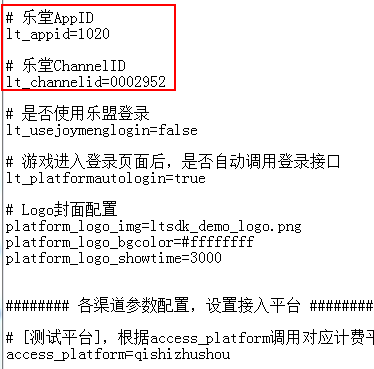 # 乐堂AppID
lt_appid=1020
# 乐堂ChannelID
lt_channelid=0002952
# 是否使用乐盟登录
lt_usejoymenglogin=false
# 游戏进入登录页面后，是否自动调用登录接口
lt_platformautologin=true
# Logo封面配置
platform_logo_img=ltsdk_demo_logo.png
platform_logo_bgcolor=#ffffffff
platform_logo_showtime=3000
######## 各渠道参数配置，设置接入平台 ########
# [测试平台]，根据access_platform调用对应计费平
access_platform=qishizhushou